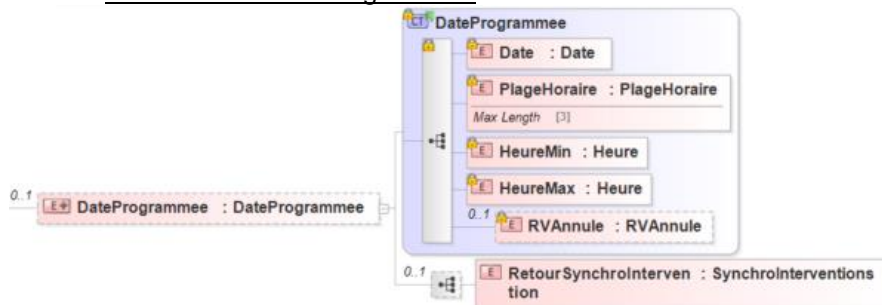 CT DateProgrammee
E Date : Date
E PlageHoraire : PlageHoraire
Max Length [3]
E HeureMin : Heure
E HeureMax : Heure
0..1
E RVAnnule : RVAnnule
0..1
E DateProgrammee : DateProgrammee
0..1
E RetourSynchroInterven : SynchroInterventions
tion